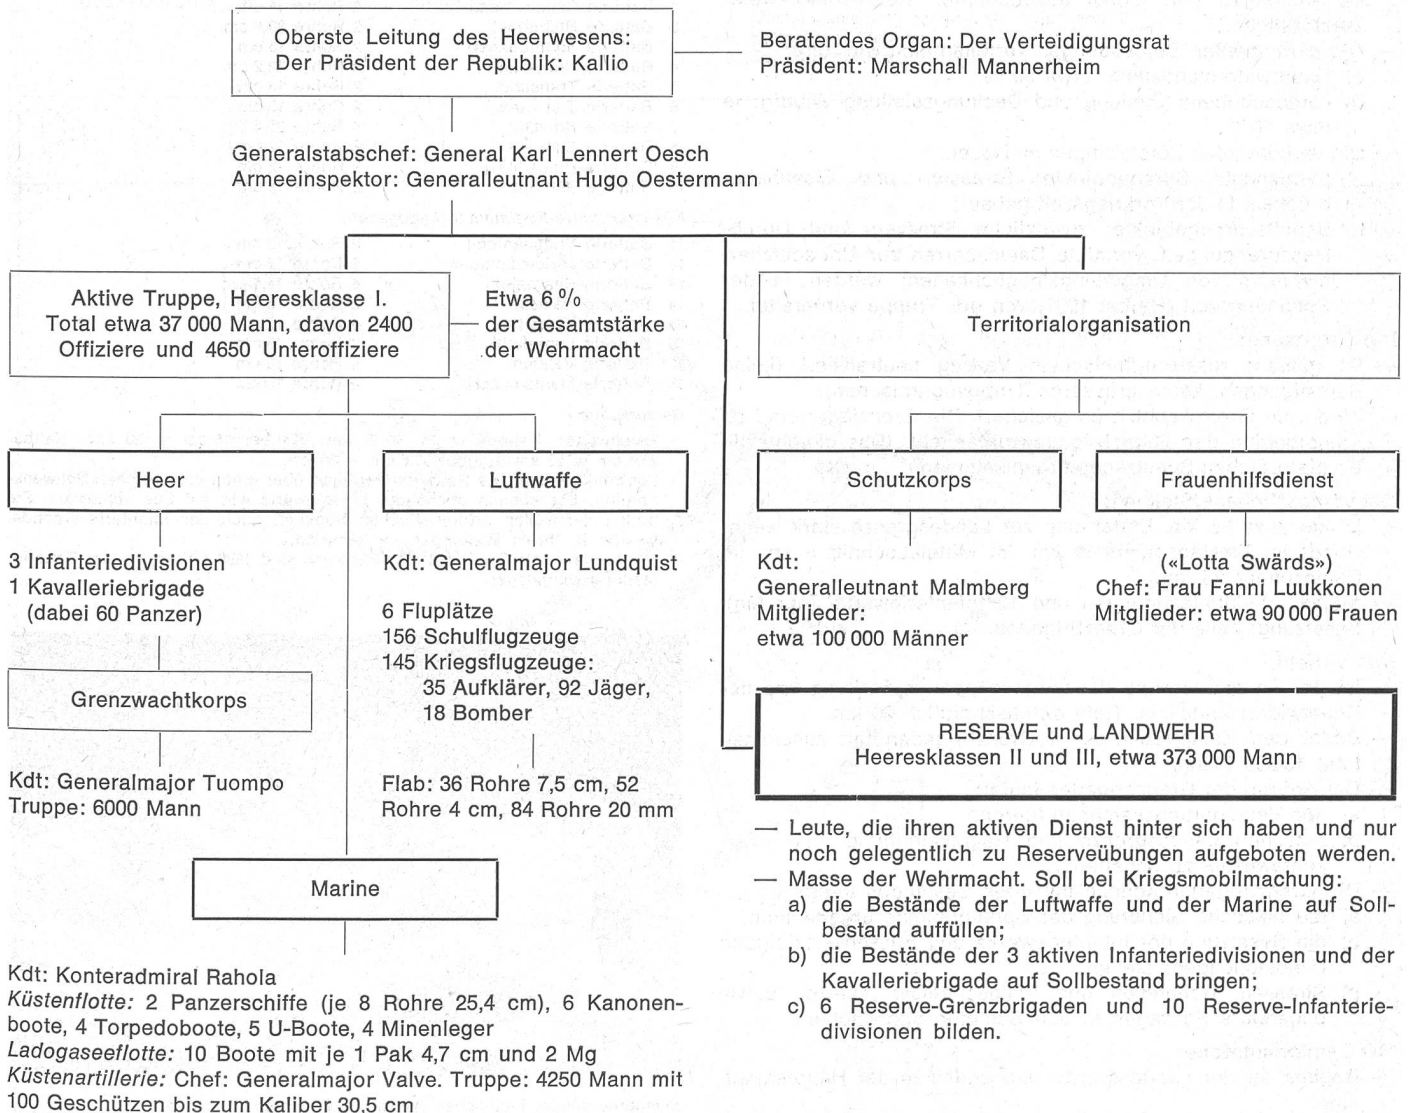 Oberste Leitung des Heerwesens:
Der Präsident der Republik: Kallio
Beratendes Organ: Der Verteidigungsrat
Präsident: Marschall Mannerheim
Generalstabschef: General Karl Lennert Oesch
Armeeinspektor: Generalleutnant Hugo Oestermann
Aktive Truppe, Heeresklasse I.
Total etwa 37 000 Mann, davon 2400
Offiziere und 4650 Unteroffiziere
Etwa 6 %
der Gesamtstärke
der Wehrmacht
Territorialorganisation
Heer
Luftwaffe
Schutzkorps
Frauenhilfsdienst
3 Infanteriedivisionen
1 Kavalleriebrigade
(dabei 60 Panzer)
Grenzwachtkorps
Kdt: Generalmajor Tuompo
Truppe: 6000 Mann
Kdt: Generalmajor Lundquist
6 Fluplätze
156 Schulflugzeuge
145 Kriegsflugzeuge:
35 Aufklärer, 92 Jäger,
18 Bomber
Flab: 36 Rohre 7,5 cm, 52
Rohre 4 cm, 84 Rohre 20 mm
Kdt:
Generalleutnant Malmberg
Mitglieder:
etwa 100 000 Männer
(«Lotta Swärds»)
Chef: Frau Fanni Luukkonen
Mitglieder: etwa 90 000 Frauen
RESERVE und LANDWEHR
Heeresklassen II und III, etwa 373 000 Mann
— Leute, die ihren aktiven Dienst hinter sich haben und nur
noch gelegentlich zu Reserveübungen aufgeboten werden.
— Masse der Wehrmacht. Soll bei Kriegsmobilmachung:
a) die Bestände der Luftwaffe und der Marine auf Soll-
bestand auffüllen;
b) die Bestände der 3 aktiven Infanteriedivisionen und der
Kavalleriebrigade auf Sollbestand bringen;
c) 9 Reserve-Grenzbrigaden und 10 Reserve-Infanterie-
divisionen bilden.
Marine
Kdt: Konteradmiral Rahola
Küstenflotte: 2 Panzerschiffe (je 8 Rohre 25,4 cm), 6 Kanonen-
boote, 4 Torpedoboote, 5 U-Boote, 4 Minenleger
Ladogaseeflotte: 10 Boote mit je 1 Pak 4,7 cm und 2 Mg
Küstenartillerie: Chef: Generalmajor Valve. Truppe: 4250 Mann mit
100 Geschützen bis zum Kaliber 30,5 cm